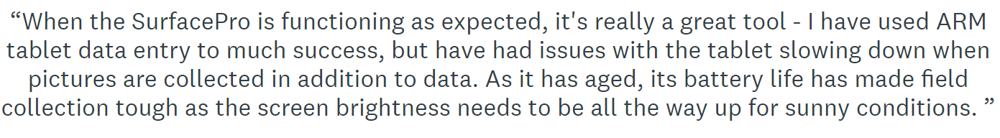 “When the SurfacePro is functioning as expected, it's really a great tool - I have used ARM
tablet data entry to much success, but have had issues with the tablet slowing down when
pictures are collected in addition to data. As it has aged, its battery life has made field
collection tough as the screen brightness needs to be all the way up for sunny conditions. ”